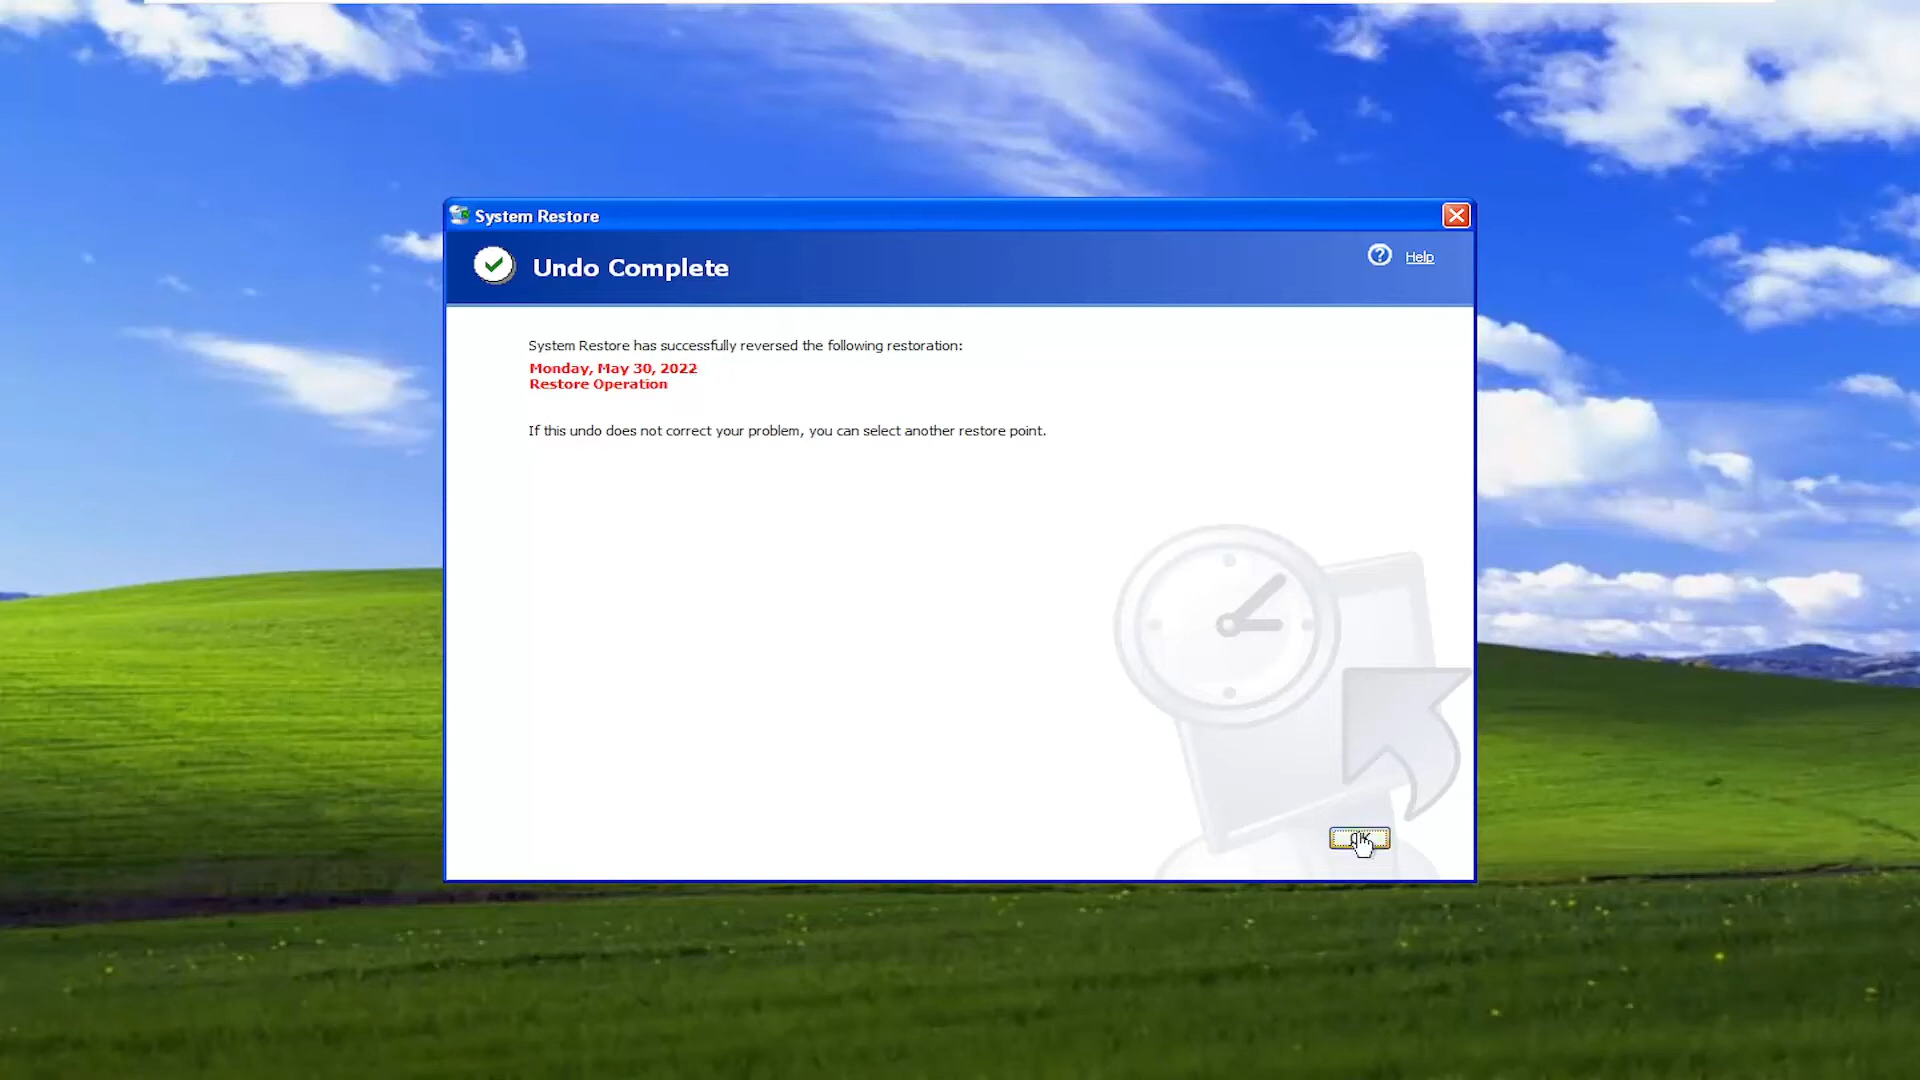 System Restore
Undo Complete
Help
System Restore has successfully reversed the following restoration:
Monday, May 30, 2022
Restore Operation
If this undo does not correct your problem, you can select another restore point.
OK